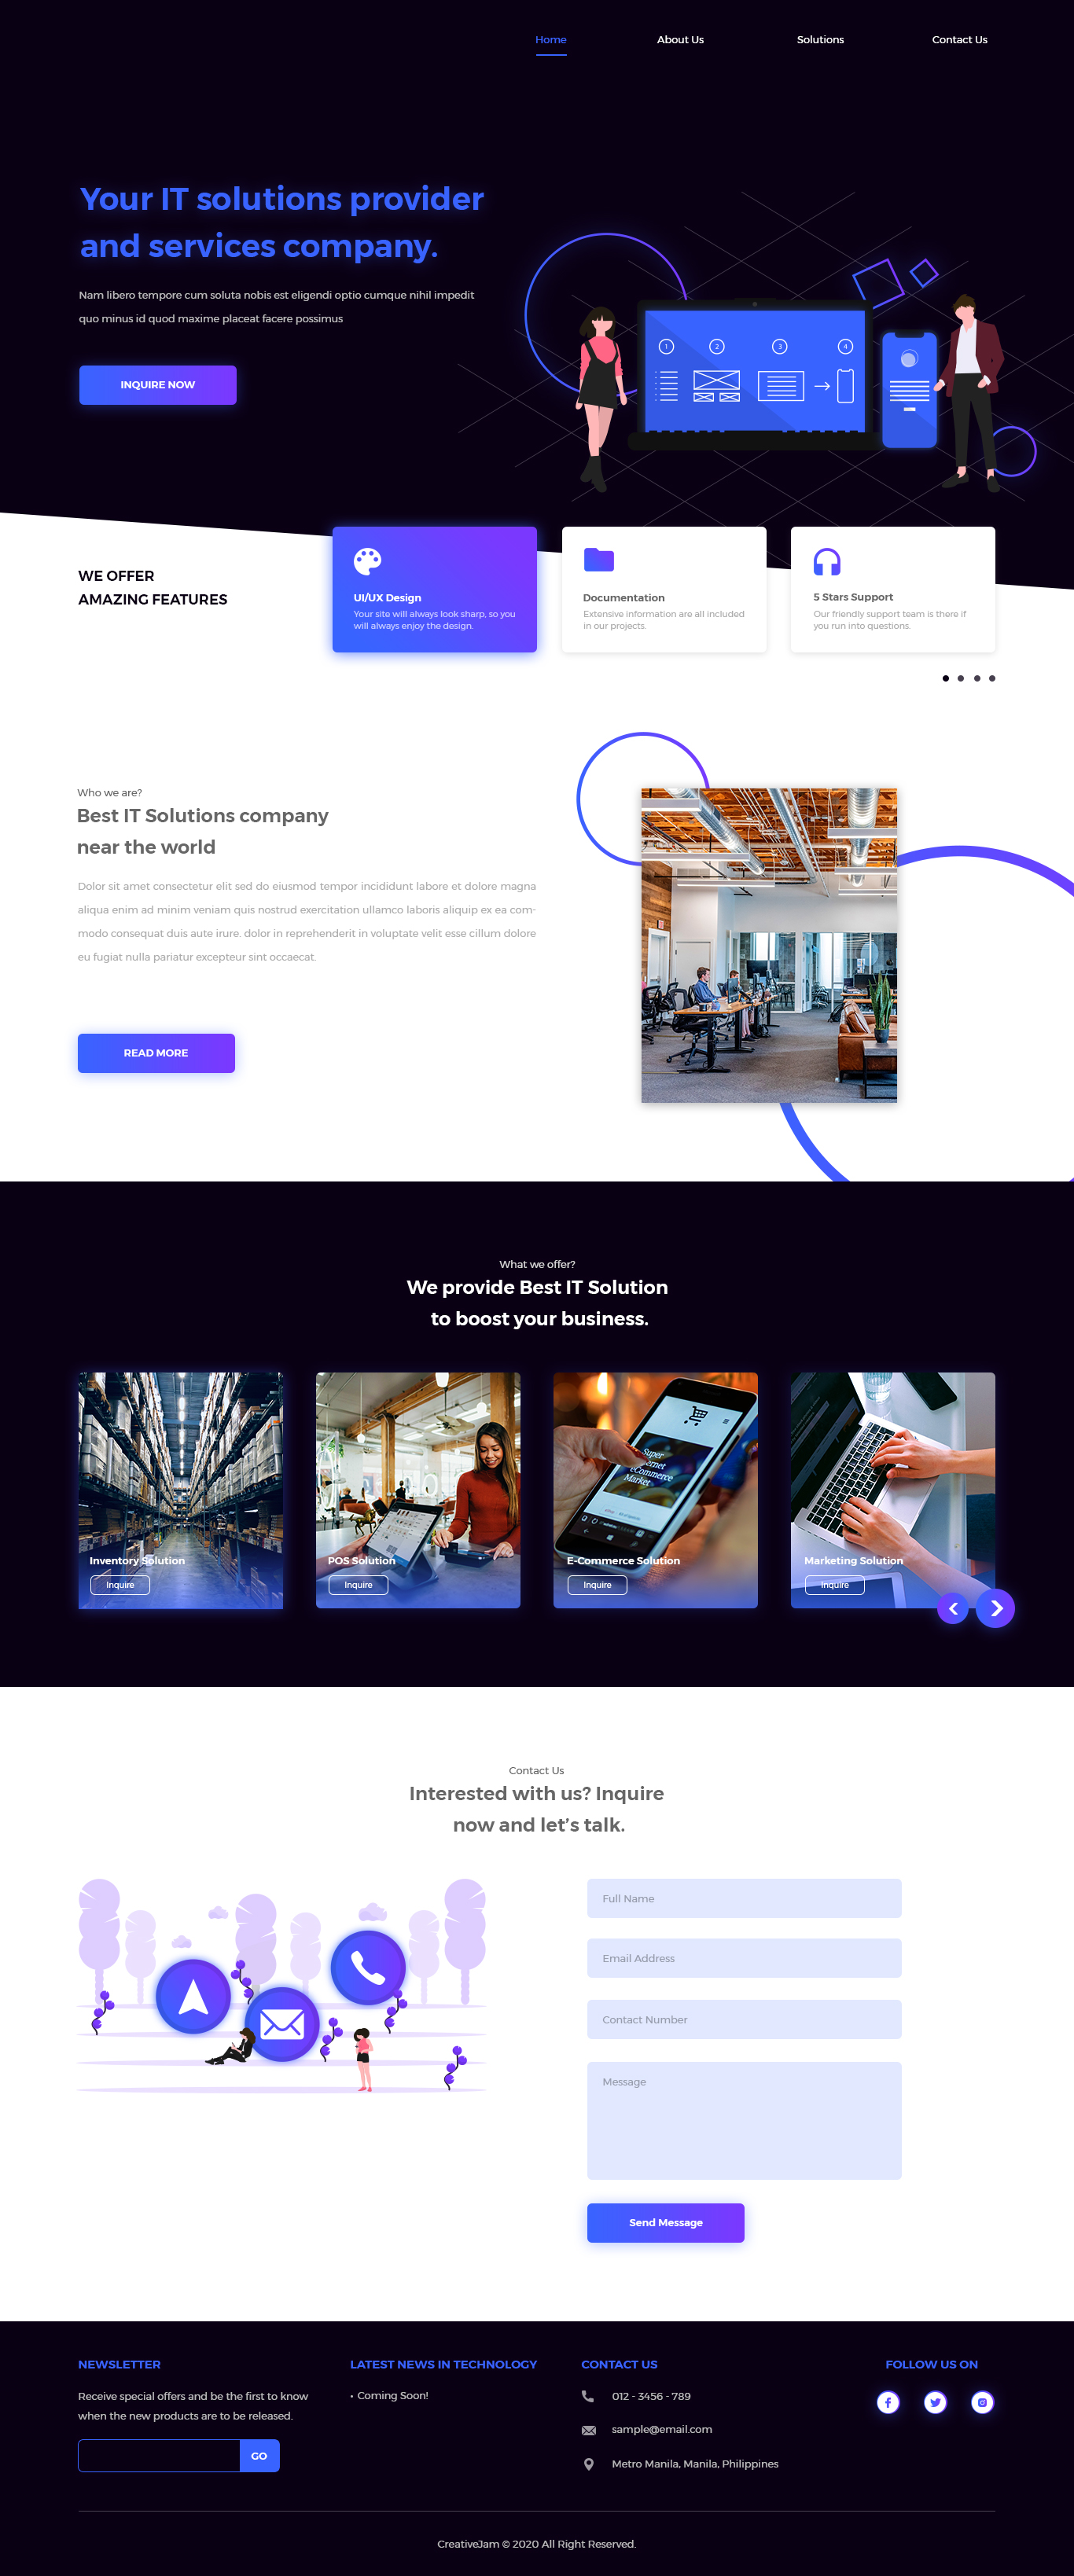 Home
About Us
Solutions
Contact Us
Your IT solutions provider
and services company.
Nam libero tempore cum soluta nobis est eligendi optio cumque nihil impedit
quo minus id quod maxime placeat facere possimus
INQUIRE NOW
1
2
3
4
WE OFFER
AMAZING FEATURES
UI/UX Design
Your site will always look sharp, so you
will always enjoy the design.
Documentation
Extensive information are all included
in our projects.
5 Stars Support
Our friendly support team is there if
you run into questions.
Who we are?
Best IT Solutions company
near the world
Dolor sit amet consectetur elit sed do eiusmod tempor incididunt labore et dolore magna
aliqua enim ad minim veniam quis nostrud exercitation ullamco laboris aliquip ex ea com-
modo consequat duis aute irure. dolor in reprehenderit in voluptate velit esse cillum dolore
eu fugiat nulla pariatur excepteur sint occaecat.
READ MORE
What we offer?
We provide Best IT Solution
to boost your business.
Super
eCommerce
Market
Inventory Solution
Inquire
POS Solution
Inquire
E-Commerce Solution
Inquire
Marketing Solution
Inquire
Contact Us
Interested with us? Inquire
now and let's talk.
Full Name
Email Address
Contact Number
Message
Send Message
NEWSLETTER
Receive special offers and be the first to know
when the new products are to be released.
GO
LATEST NEWS IN TECHNOLOGY
• Coming Soon!
CONTACT US
012 - 3456 - 789
sample@email.com
Metro Manila, Manila, Philippines
FOLLOW US ON
CreativeJam © 2020 All Right Reserved.